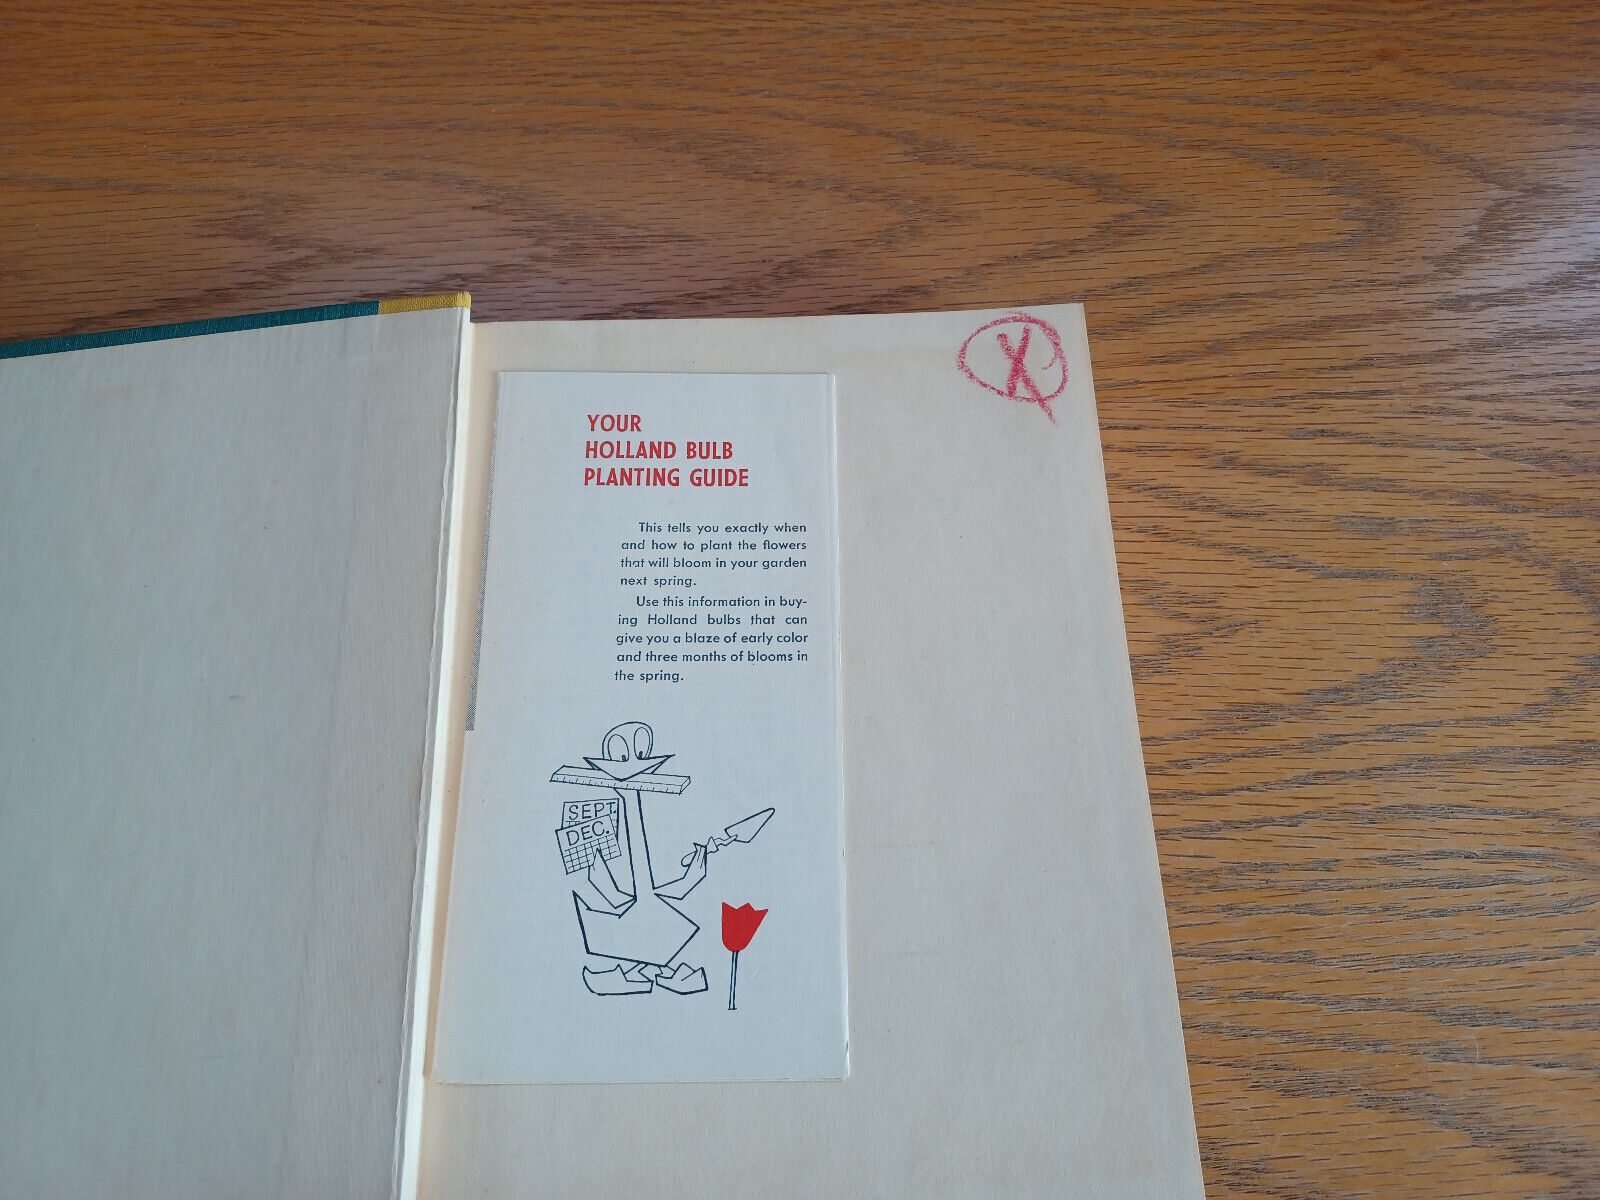 X
YOUR
HOLLAND BULB
PLANTING GUIDE
This tells you exactly when
and how to plant the flowers
that will bloom in your garden
next spring.
Use this information in buy-
ing Holland bulbs that can
give you a blaze of early color
and three months of blooms in
the spring.
SEPT.
DEC.